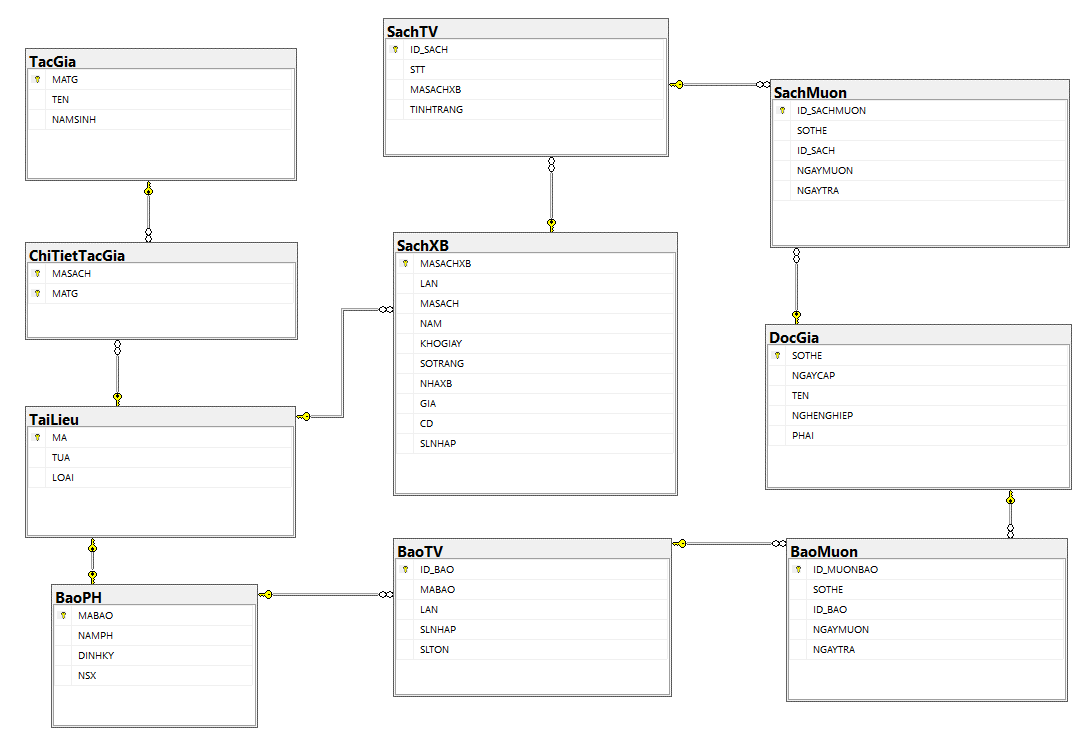 TacGia
MATG
TEN
NAMSINH
ChiTietTacGia
MASACH
MATG
TaiLieu
MA
TUA
LOAI
BaoPH
MABAO
NAMPH
DINHKY
NSX
SachTV
ID_SACH
STT
MASACHXB
TINHTRANG
SachXB
MASACHXB
LAN
MASACH
NAM
KHOGIAY
SOTRANG
NHAXB
GIA
CD
SLNHAP
BaoTV
ID_BAO
MABAO
LAN
SLNHAP
SLTON
SachMuon
ID_SACHMUON
SOTHE
ID_SACH
NGAYMUON
NGAYTRA
DocGia
SOTHE
NGAYCAP
TEN
NGHENGHIEP
PHAI
BaoMuon
ID_MUONBAO
SOTHE
ID_BAO
NGAYMUON
NGAYTRA